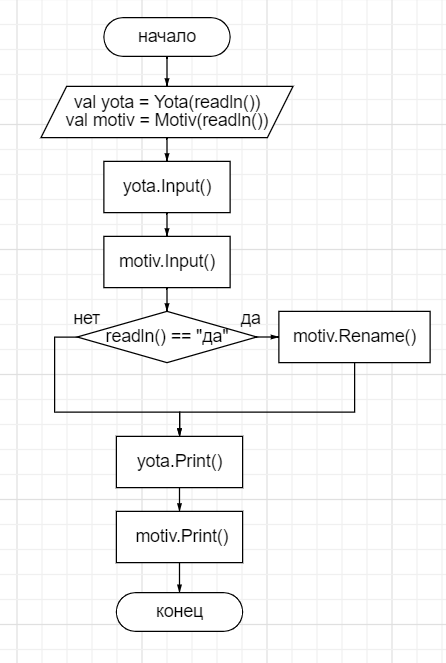 начало
val yota = Yota(readln())
val motiv = Motiv(readln())
yota.Input()
motiv.Input()
нет
да
readln() == "да"
motiv.Rename()
yota.Print()
motiv.Print()
конец